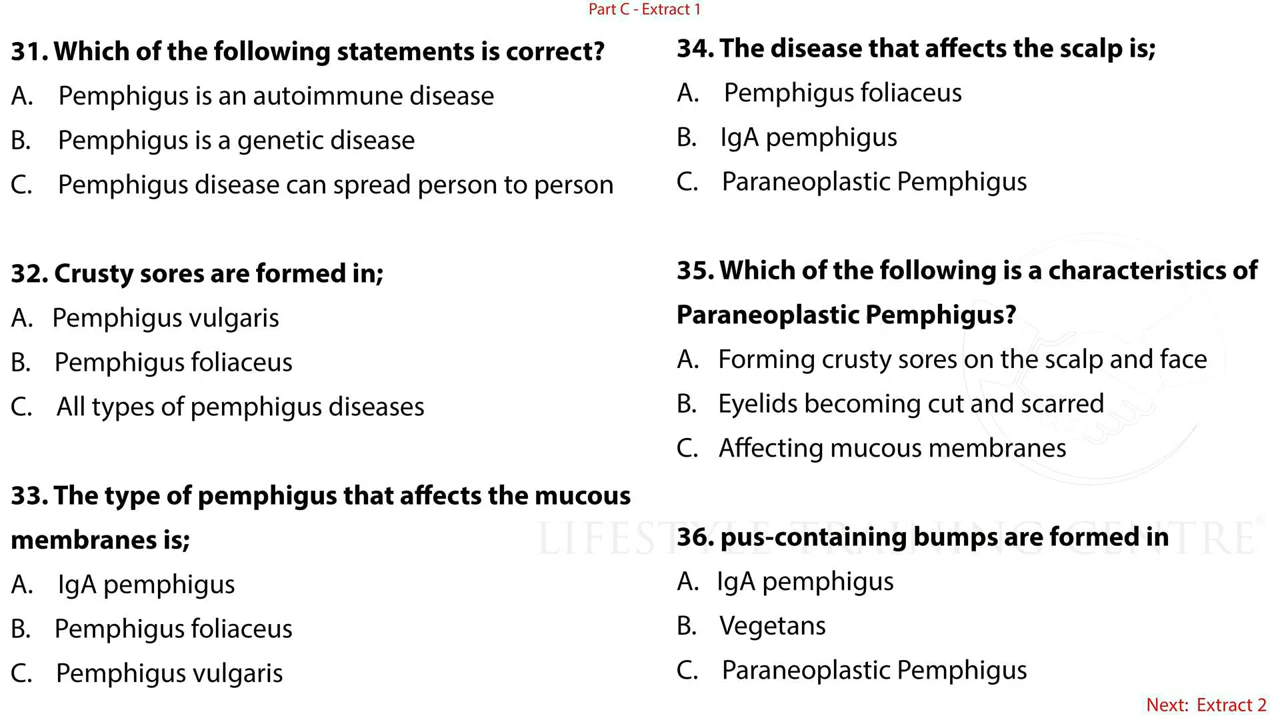 Part C - Extract 1
31. Which of the following statements is correct?
A. Pemphigus is an autoimmune disease
B. Pemphigus is a genetic disease
C. Pemphigus disease can spread person to person
32. Crusty sores are formed in;
A. Pemphigus vulgaris
B. Pemphigus foliaceus
C. All types of pemphigus diseases
33. The type of pemphigus that affects the mucous
membranes is;
A. IgA pemphigus
B. Pemphigus foliaceus
C. Pemphigus vulgaris
34. The disease that affects the scalp is;
A. Pemphigus foliaceus
B. IgA pemphigus
C. Paraneoplastic Pemphigus
35. Which of the following is a characteristics of
Paraneoplastic Pemphigus?
A. Forming crusty sores on the scalp and face
B. Eyelids becoming cut and scarred
C. Affecting mucous membranes
36. pus-containing bumps are formed in
A. IgA pemphigus
B. Vegetans
C. Paraneoplastic Pemphigus
LIFESTYLE TRAINING CENTRE®
Next: Extract 2